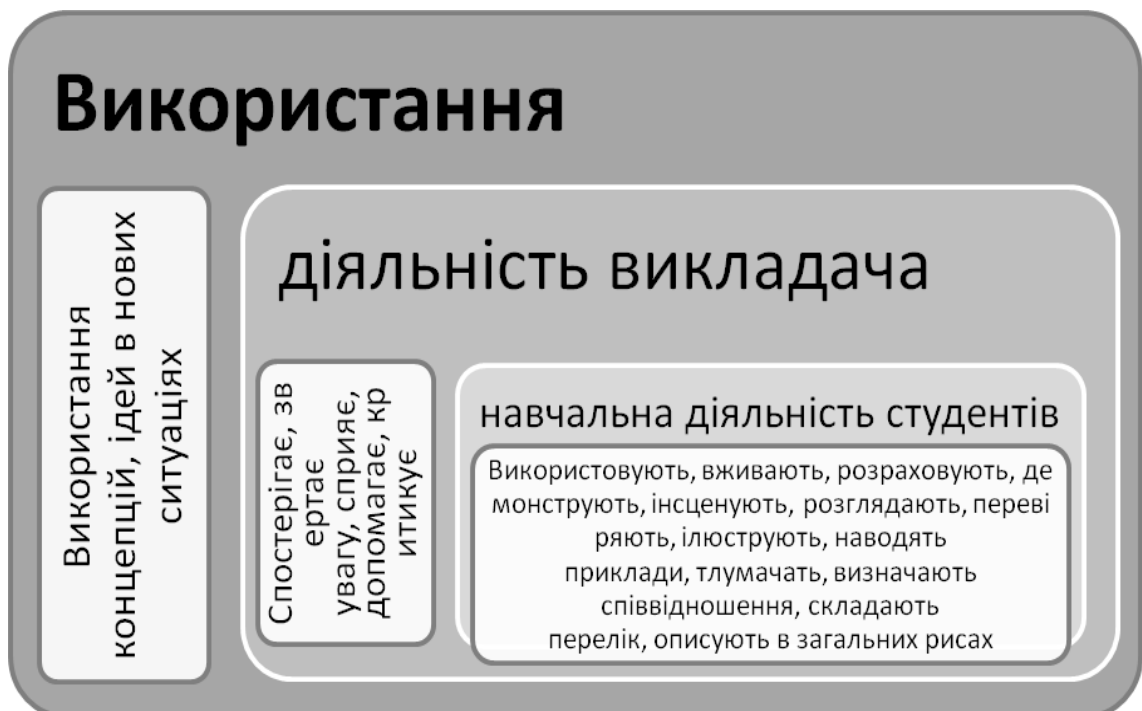 Використання
Використання
концепцій, ідей в нових
ситуаціях
діяльність викладача
Спостерігає, зв
ертає
увагу, сприяє,
допомагає, кр
итикує
навчальна діяльність студентів
Використовують, вживають, розраховують, де
монструють, інсценують, розглядають, переві
ряють, ілюструють, наводять
приклади, тлумачать, визначають
співвідношення, складають
перелік, описують в загальних рисах